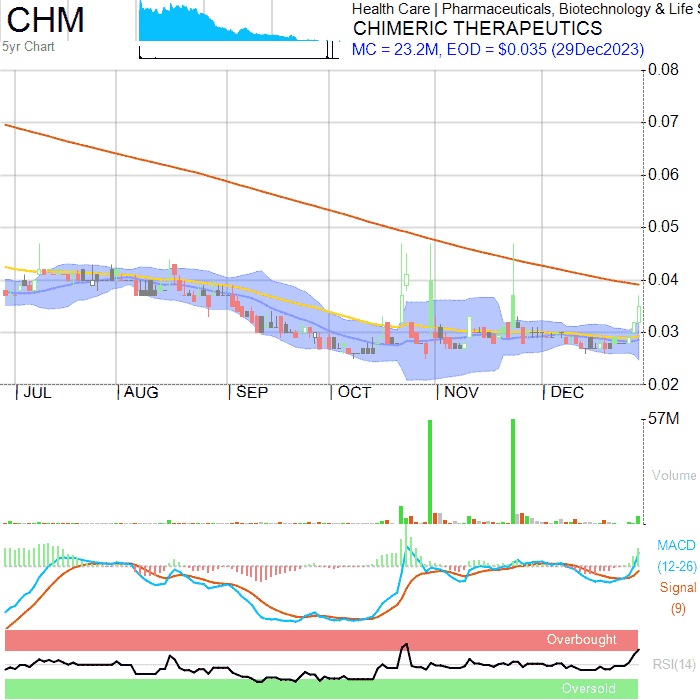 CHM
5yr Chart
Health Care | Pharmaceuticals, Biotechnology & Life S
CHIMERIC THERAPEUTICS
MC = 23.2M, EOD = $0.035 (29Dec2023)
0.08
0.07
0.06
0.05
0.04
0.03
0.02
JUL AUG SEP OCT NOV DEC
57M
Volume
MACD
(12-26)
Signal
(9)
Overbought
RSI(14)
Oversold